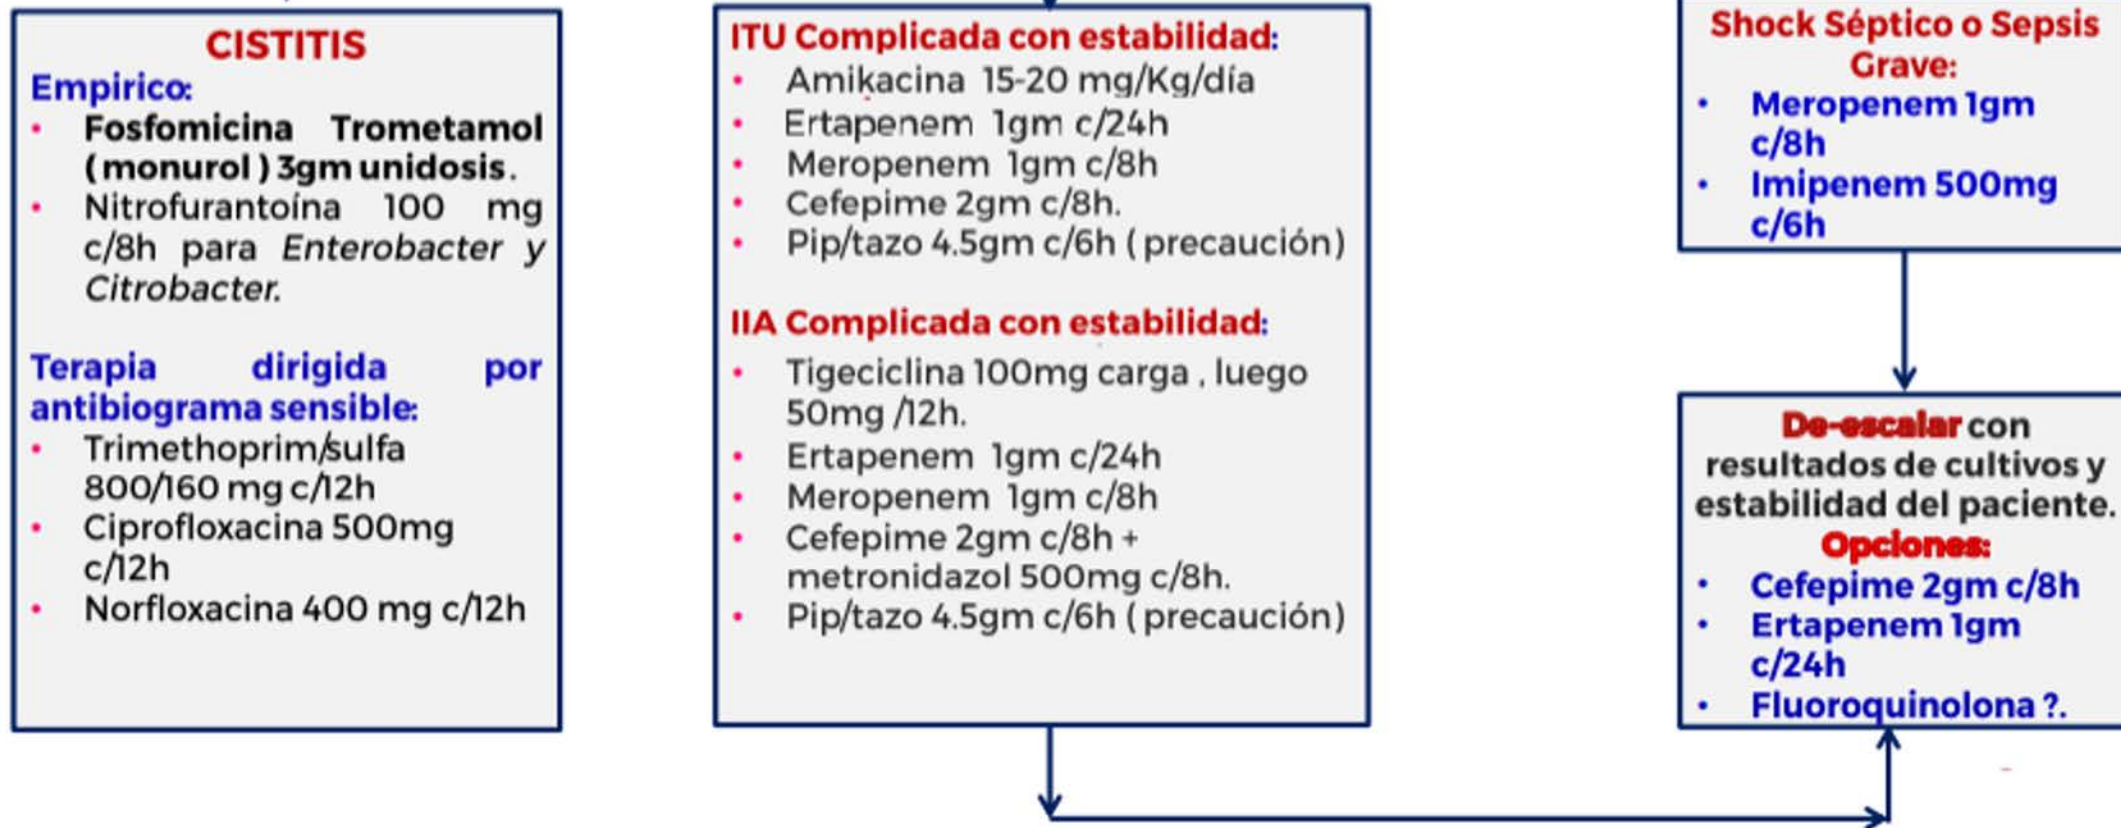 CISTITIS
Empirico:
• Fosfomicina Trometamol
(monurol) 3gm unidosis.
• Nitrofurantoína 100 mg
c/8h para Enterobacter y
Citrobacter.
Terapia dirigida por
antibiograma sensible:
• Trimethoprim/sulfa
800/160 mg c/12h
• Ciprofloxacina 500mg
c/12h
• Norfloxacina 400 mg c/12h
ITU Complicada con estabilidad:
• Amikacina 15-20 mg/Kg/día
• Ertapenem 1gm c/24h
• Meropenem 1gm c/8h
• Cefepime 2gm c/8h.
• Pip/tazo 4.5gm c/6h ( precaución)
IIA Complicada con estabilidad:
• Tigeciclina 100mg carga , luego
50mg /12h.
• Ertapenem 1gm c/24h
• Meropenem 1gm c/8h
• Cefepime 2gm c/8h +
metronidazol 500mg c/8h.
• Pip/tazo 4.5gm c/6h ( precaución)
Shock Séptico o Sepsis
Grave:
• Meropenem 1gm
c/8h
• Imipenem 500mg
c/6h
De-escalar con
resultados de cultivos y
estabilidad del paciente.
Opciones:
• Cefepime 2gm c/8h
• Ertapenem 1gm
c/24h
• Fluoroquinolona ?.